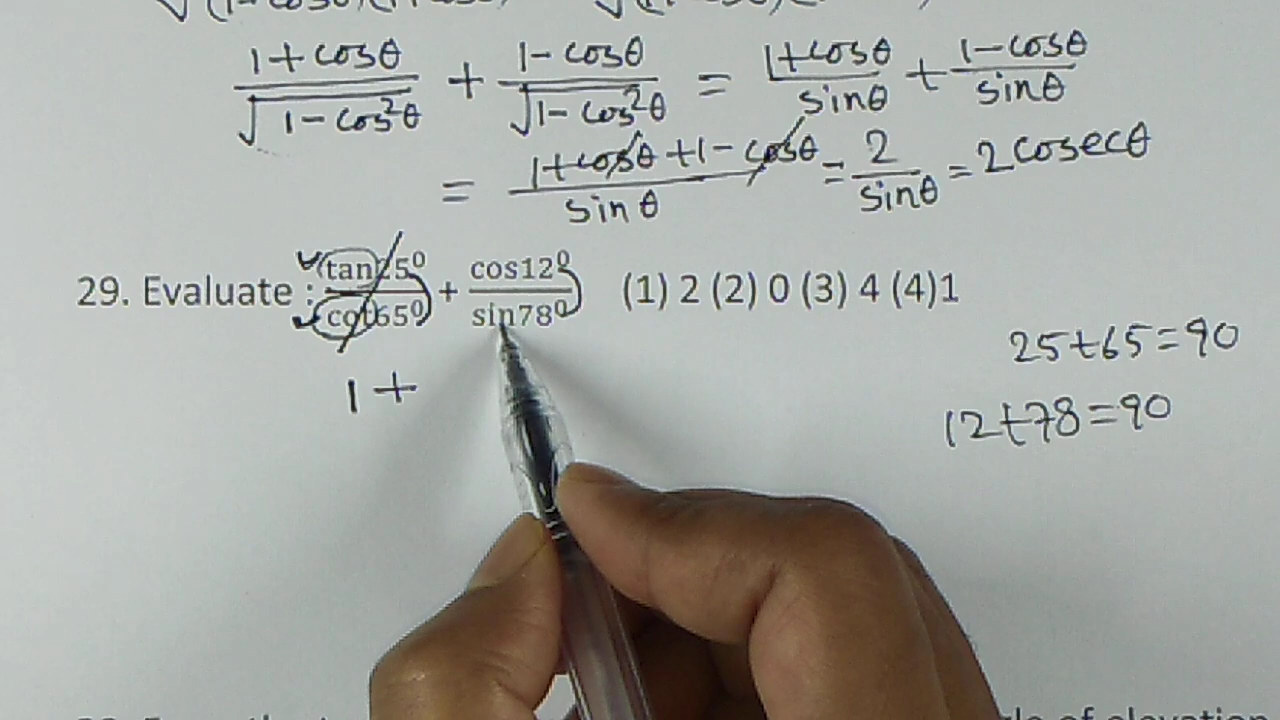 1+cosθ/√1-cos²θ + 1-cosθ/√1-cos²θ = 1+cosθ/sinθ + 1-cosθ/sinθ
= 1+cosθ+1-cosθ/sinθ = 2/sinθ = 2cosecθ
29. Evaluate : tan25⁰/cot65⁰ + cos12⁰/sin78⁰ (1) 2 (2) 0 (3) 4 (4)1
25+65=90
1+
12+78=90
of elevation